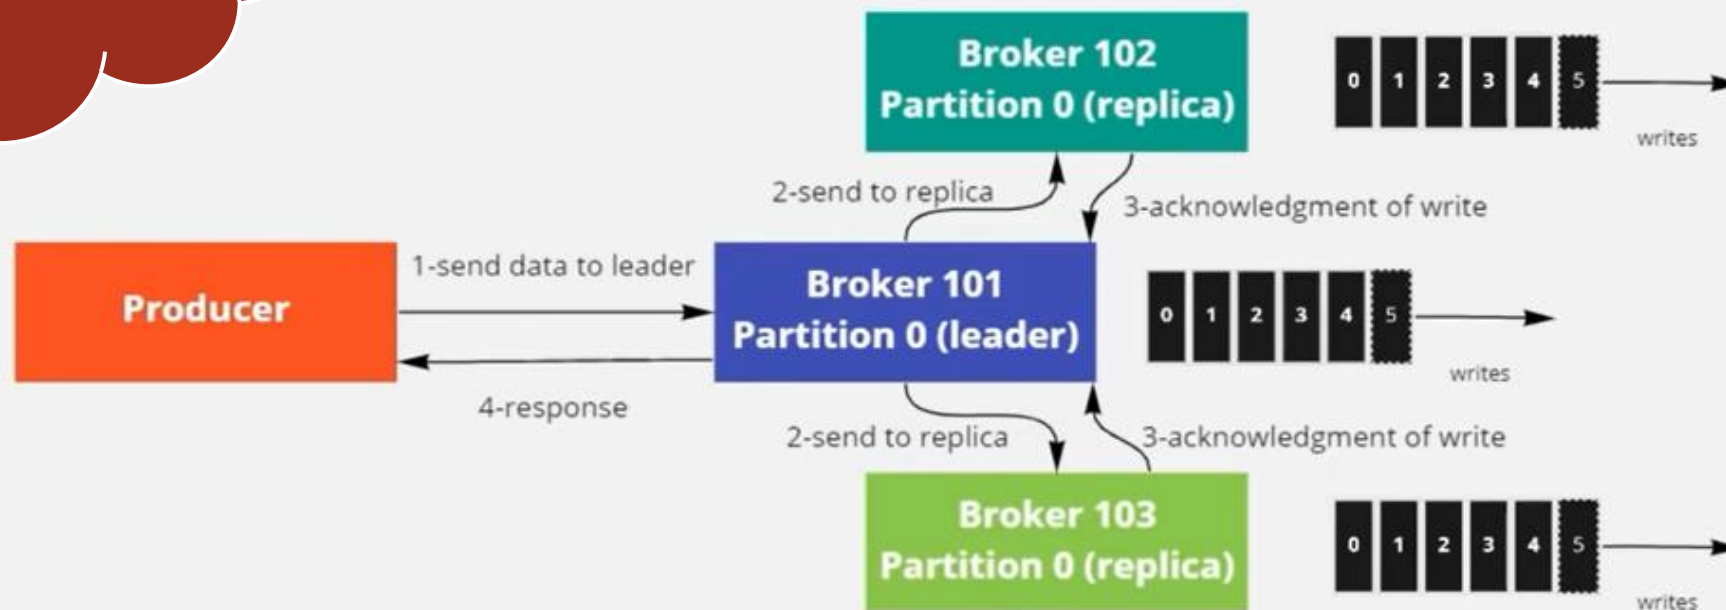 Broker 102
Partition 0 (replica)
0 1 2 3 4 5
writes
2-send to replica
3-acknowledgment of write
Producer
1-send data to leader
4-response
Broker 101
Partition 0 (leader)
0 1 2 3 4 5
writes
2-send to replica
3-acknowledgment of write
Broker 103
Partition 0 (replica)
0 1 2 3 4 5
writes